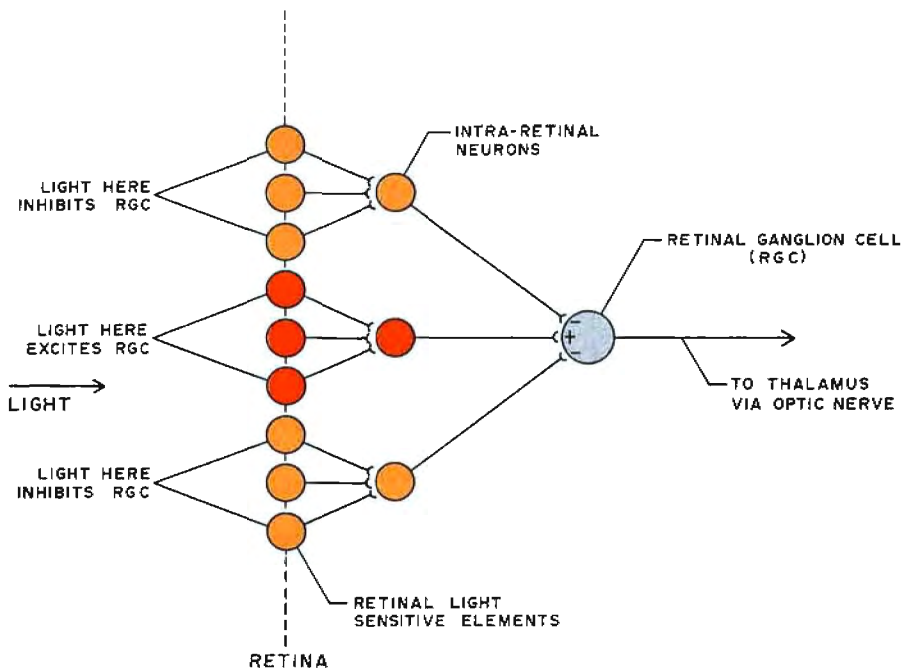 INTRA-RETINAL
NEURONS
LIGHT HERE
INHIBITS RGC
RETINAL GANGLION CELL
(RGC)
LIGHT HERE
EXCITES RGC
−
+
−
LIGHT
TO THALAMUS
VIA OPTIC NERVE
LIGHT HERE
INHIBITS RGC
RETINAL LIGHT
SENSITIVE ELEMENTS
RETINA